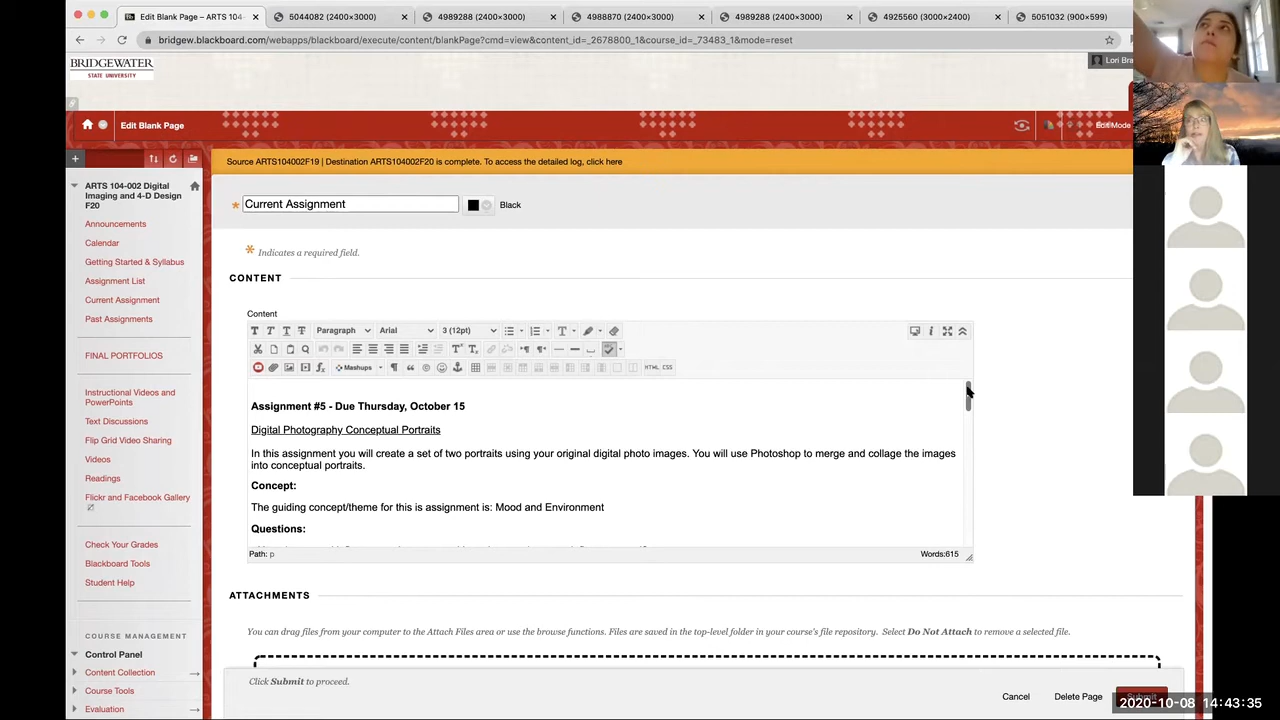 Edit Blank Page – ARTS 104-
5044082 (2400×3000)
4989288 (2400×3000)
4988870 (2400×3000)
4989288 (2400×3000)
4925560 (3000×2400)
5051032 (900×599)
bridgew.blackboard.com/webapps/blackboard/execute/content/blankPage?cmd=view&content_id=_2678800_1&course_id=_73483_1&mode=reset
BRIDGEWATER
STATE UNIVERSITY
Lori Bra
Edit Blank Page
Edit Mode
Source ARTS104002F19 | Destination ARTS104002F20 is complete. To access the detailed log, click here
ARTS 104-002 Digital
Imaging and 4-D Design
F20
Announcements
Calendar
Getting Started & Syllabus
Assignment List
Current Assignment
Past Assignments
FINAL PORTFOLIOS
Instructional Videos and
PowerPoints
Text Discussions
Flip Grid Video Sharing
Videos
Readings
Flickr and Facebook Gallery
Check Your Grades
Blackboard Tools
Student Help
COURSE MANAGEMENT
Control Panel
Content Collection
Course Tools
Evaluation
* Current Assignment Black
* Indicates a required field.
CONTENT
Content
T T T T Paragraph Arial 3 (12pt)
Mashups HTML CSS
Assignment #5 - Due Thursday, October 15
Digital Photography Conceptual Portraits
In this assignment you will create a set of two portraits using your original digital photo images. You will use Photoshop to merge and collage the images
into conceptual portraits.
Concept:
The guiding concept/theme for this is assignment is: Mood and Environment
Questions:
Path: p Words:615
ATTACHMENTS
You can drag files from your computer to the Attach Files area or use the browse functions. Files are saved in the top-level folder in your course's file repository. Select Do Not Attach to remove a selected file.
Click Submit to proceed.
Cancel Delete Page Submit
2020-10-08 14:43:35